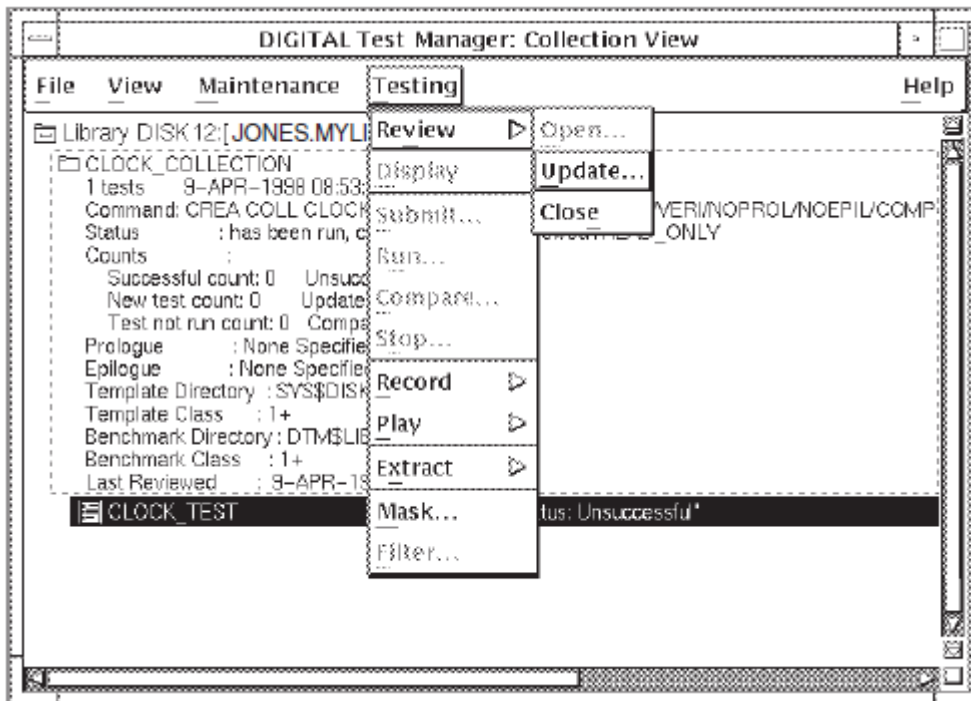 DIGITAL Test Manager: Collection View
File View Maintenance Testing Help
Library DISK12:[JONES.MYLI
CLOCK_COLLECTION
1 tests 9-APR-1998 08:53:
Command: CREA COLL CLOCK /VERI/NOPROL/NOEPIL/COMP
Status : has been run, c _ONLY
Counts :
Successful count: 0 Unsucc
New test count: 0 Update
Test not run count: 0 Compa
Prologue : None Specifie
Epilogue : None Specifie
Template Directory : SYS$DISK
Template Class : 1+
Benchmark Directory : DTM$LIB
Benchmark Class : 1+
Last Reviewed : 9-APR-19
CLOCK_TEST tus: Unsuccessful"
Review
Display
Submit...
Run...
Compare...
Stop...
Record
Play
Extract
Mask...
Filter...
Open...
Update...
Close